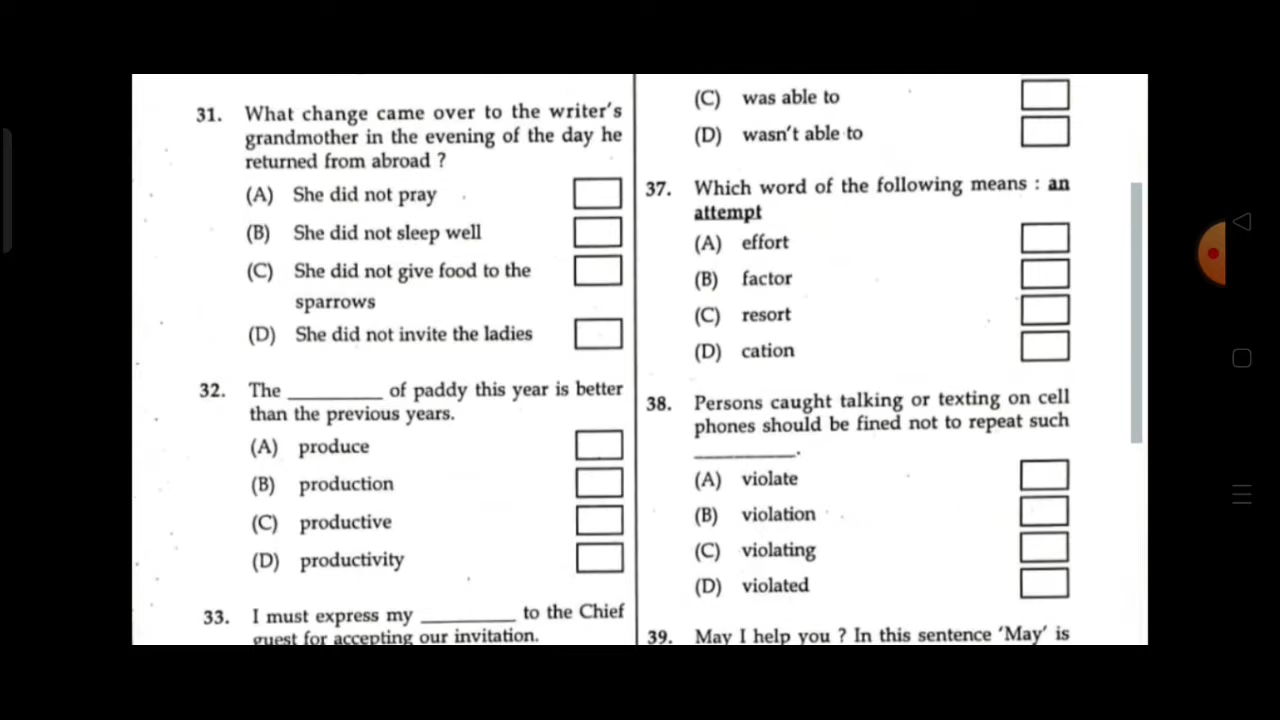 31. What change came over to the writer's
grandmother in the evening of the day he
returned from abroad ?
(A) She did not pray
(B) She did not sleep well
(C) She did not give food to the
sparrows
(D) She did not invite the ladies
32. The ________ of paddy this year is better
than the previous years.
(A) produce
(B) production
(C) productive
(D) productivity
33. I must express my ________ to the Chief
guest for accepting our invitation.
(C) was able to
(D) wasn't able to
37. Which word of the following means : an
attempt
(A) effort
(B) factor
(C) resort
(D) cation
38. Persons caught talking or texting on cell
phones should be fined not to repeat such
________.
(A) violate
(B) violation
(C) violating
(D) violated
39. May I help you ? In this sentence 'May' is